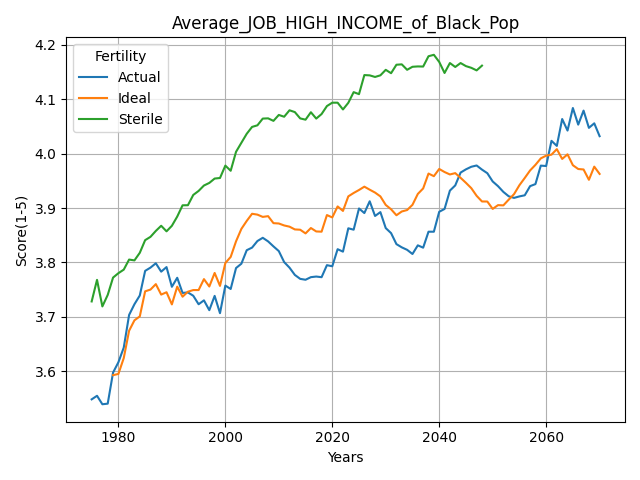 Average_JOB_HIGH_INCOME_of_Black_Pop
Fertility
Actual
Ideal
Sterile
Score(1-5)
4.2
4.1
4.0
3.9
3.8
3.7
3.6
1980 2000 2020 2040 2060
Years